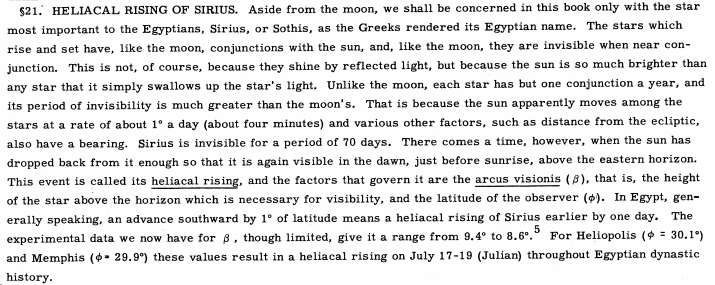 §21. HELIACAL RISING OF SIRIUS. Aside from the moon, we shall be concerned in this book only with the star
most important to the Egyptians, Sirius, or Sothis, as the Greeks rendered its Egyptian name. The stars which
rise and set have, like the moon, conjunctions with the sun, and, like the moon, they are invisible when near con-
junction. This is not, of course, because they shine by reflected light, but because the sun is so much brighter than
any star that it simply swallows up the star's light. Unlike the moon, each star has but one conjunction a year, and
its period of invisibility is much greater than the moon's. That is because the sun apparently moves among the
stars at a rate of about 1° a day (about four minutes) and various other factors, such as distance from the ecliptic,
also have a bearing. Sirius is invisible for a period of 70 days. There comes a time, however, when the sun has
dropped back from it enough so that it is again visible in the dawn, just before sunrise, above the eastern horizon.
This event is called its heliacal rising, and the factors that govern it are the arcus visionis (β), that is, the height
of the star above the horizon which is necessary for visibility, and the latitude of the observer (ϕ). In Egypt, gen-
erally speaking, an advance southward by 1° of latitude means a heliacal rising of Sirius earlier by one day. The
experimental data we now have for β, though limited, give it a range from 9.4° to 8.6°.5 For Heliopolis (ϕ = 30.1°)
and Memphis (ϕ = 29.9°) these values result in a heliacal rising on July 17-19 (Julian) throughout Egyptian dynastic
history.